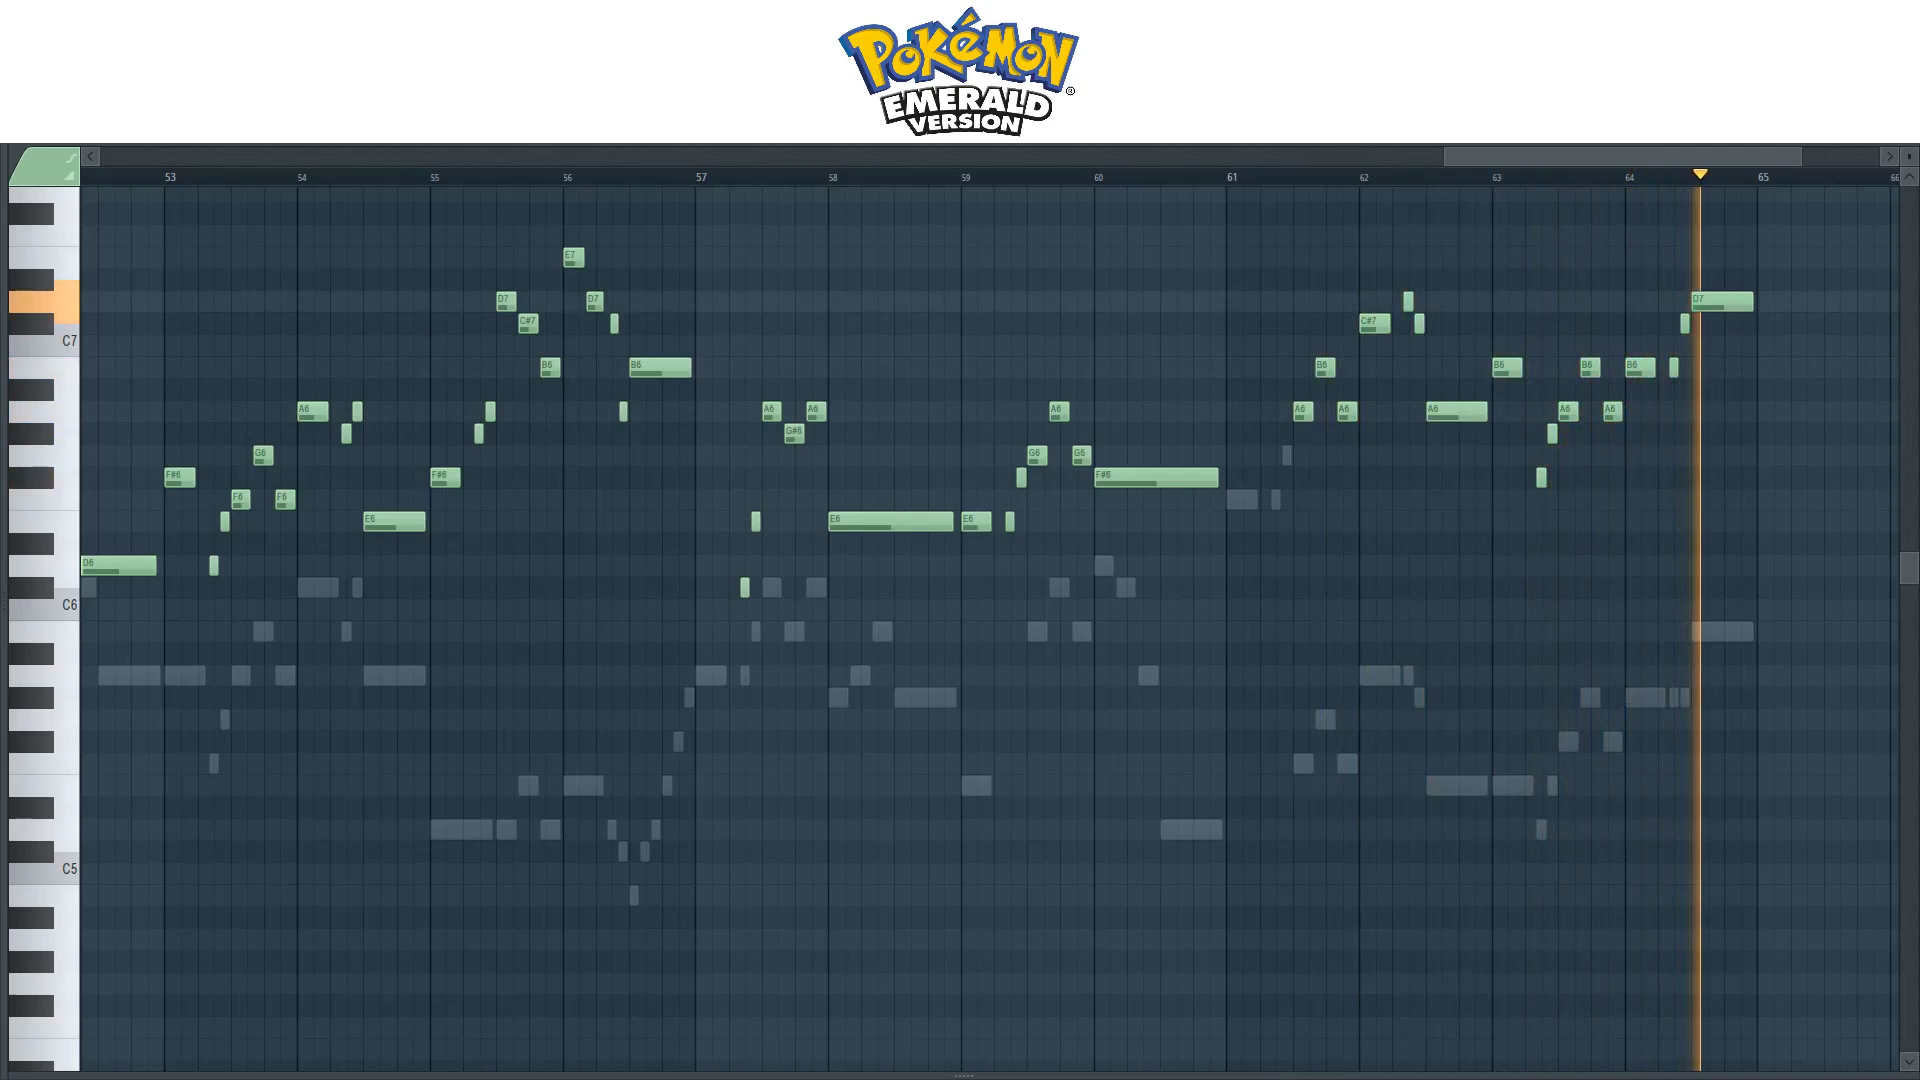 POKéMON
EMERALD
VERSION
53 54 55 56 57 58 59 60 61 62 63 64 65 66
E7
D7 D7 D7
C#7 C#7
C7
B6 B6 B6 B6 B6 B6
A6 A6 A6 A6 A6 A6 A6 A6 A6
G#6
G6 G6 G6
F#6 F#6 F#6
F6 F6
E6 E6 E6
D6
C6
C5